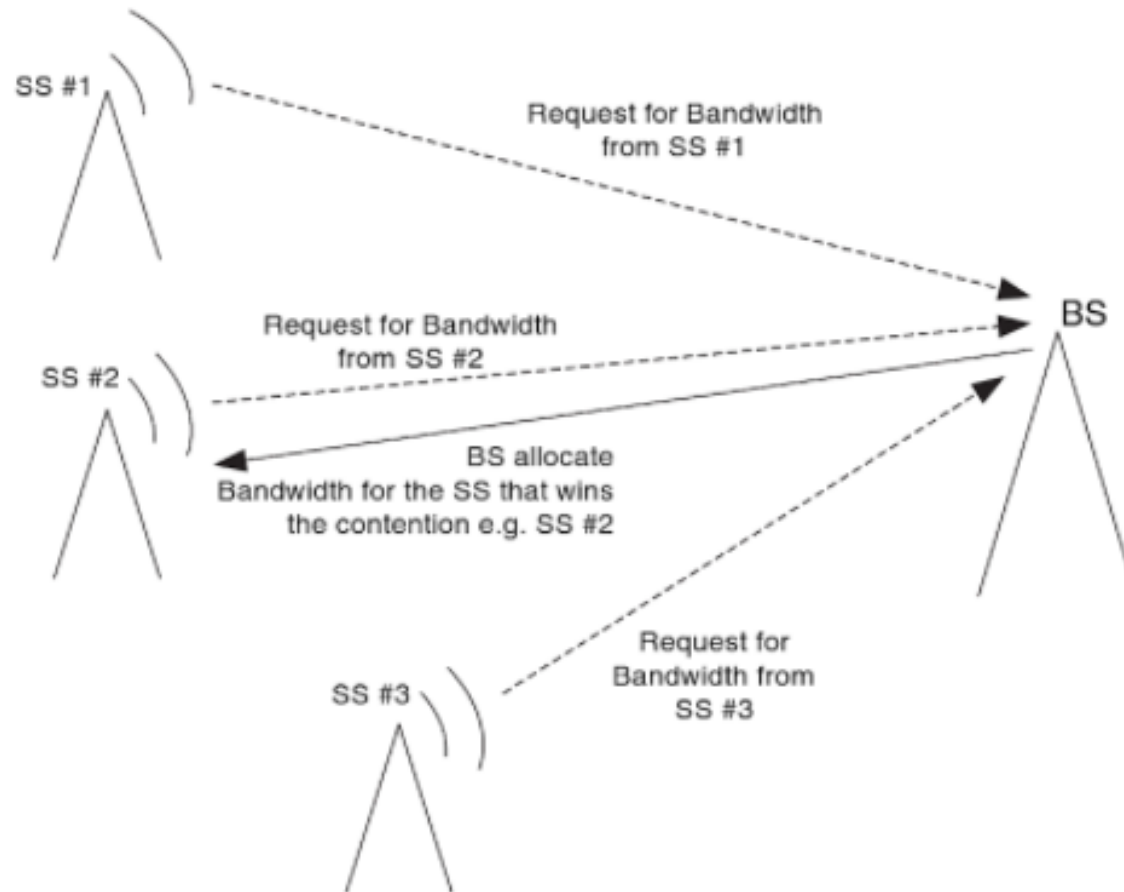 SS #1
Request for Bandwidth
from SS #1
BS
Request for Bandwidth
from SS #2
SS #2
BS allocate
Bandwidth for the SS that wins
the contention e.g. SS #2
Request for
Bandwidth from
SS #3
SS #3